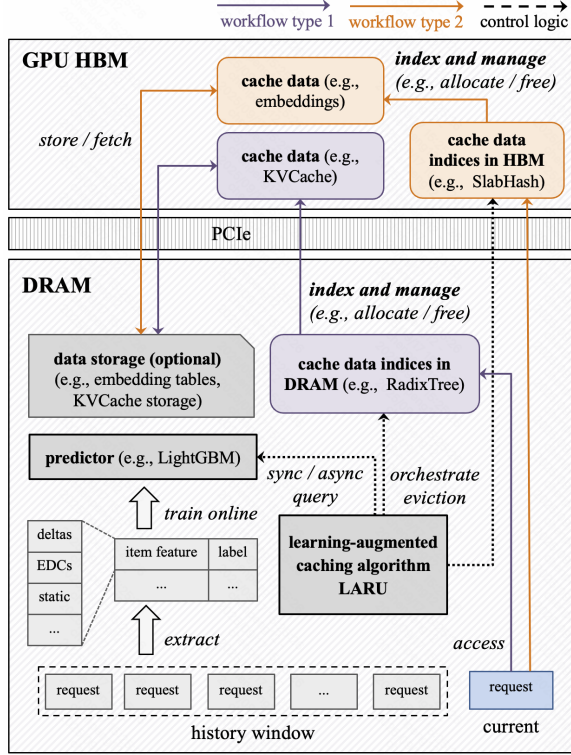 workflow type 1
workflow type 2
control logic
GPU HBM
cache data (e.g.,
embeddings)
index and manage
(e.g., allocate / free)
store / fetch
cache data (e.g.,
KVCache)
cache data
indices in HBM
(e.g., SlabHash)
PCIe
DRAM
index and manage
(e.g., allocate / free)
data storage (optional)
(e.g., embedding tables,
KVCache storage)
cache data indices in
DRAM (e.g., RadixTree)
predictor (e.g., LightGBM)
sync / async
query
orchestrate
eviction
train online
deltas
EDCs
static
...
item feature
label
...
...
learning-augmented
caching algorithm
LARU
extract
access
request
request
request
...
request
request
history window
current